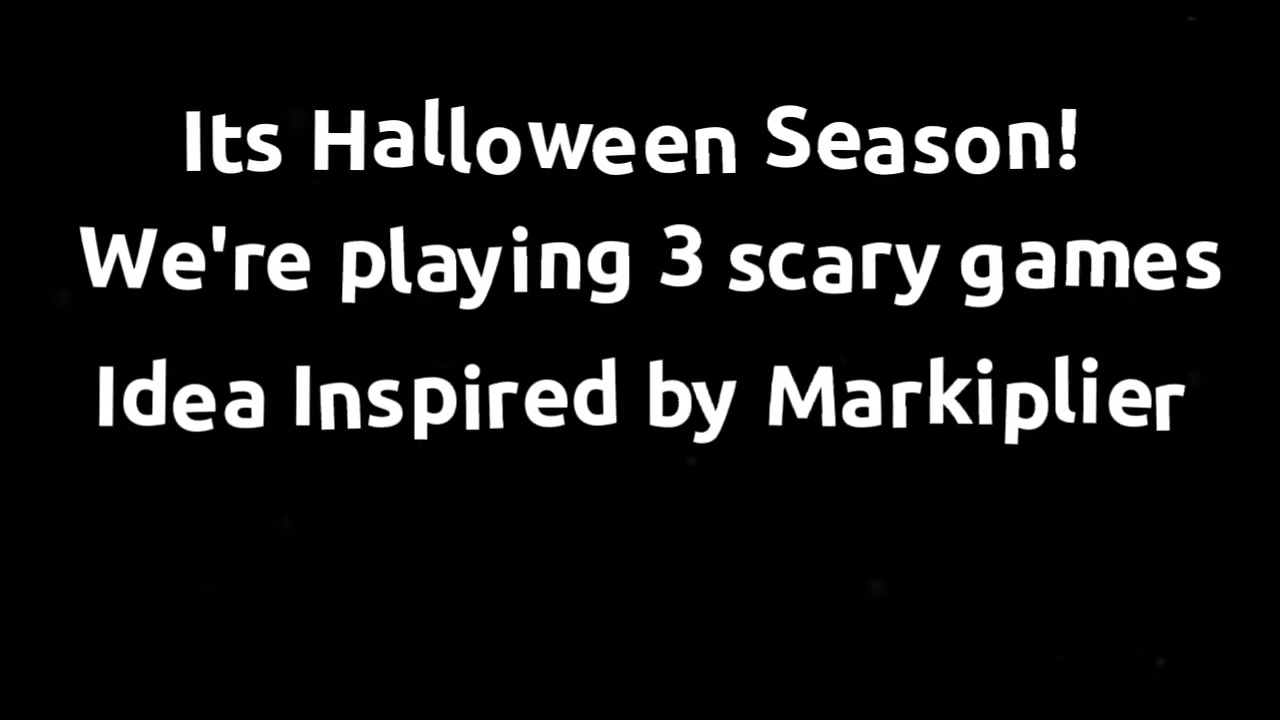 Its Halloween Season!
We're playing 3 scary games
Idea Inspired by Markiplier